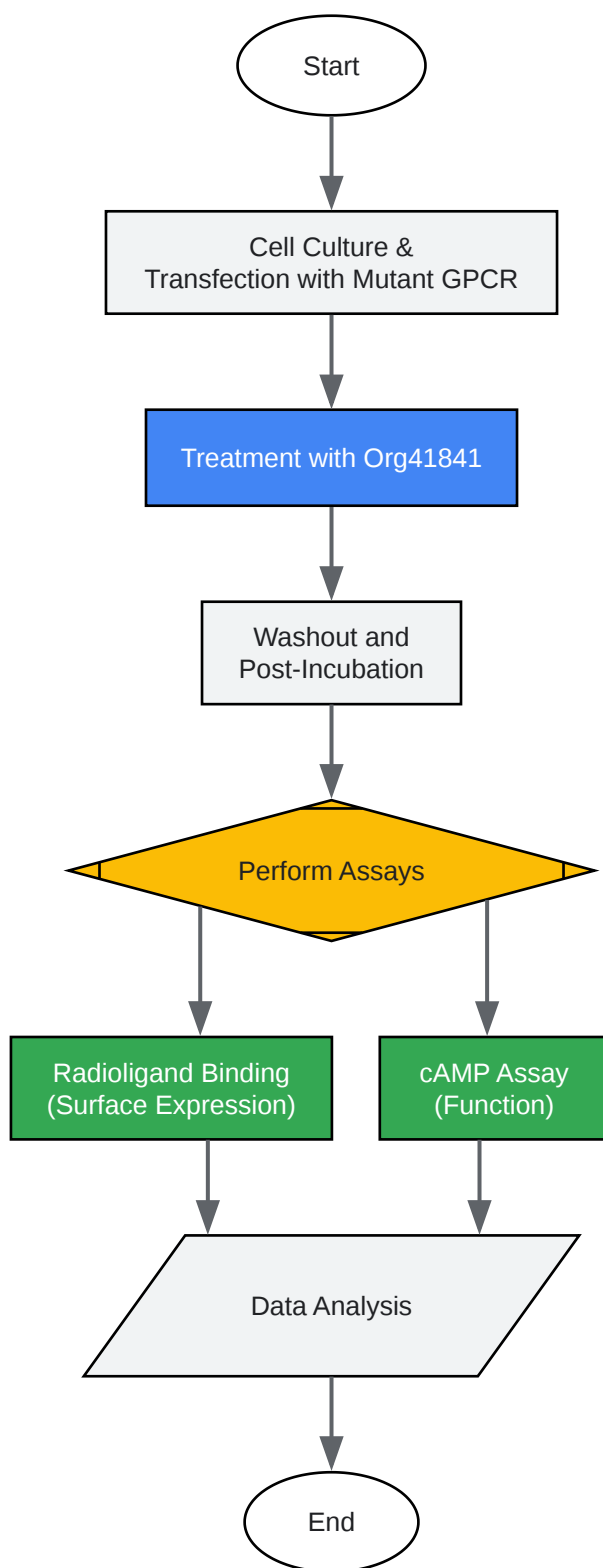 Start
Cell Culture &
Transfection with Mutant GPCR
Treatment with Org41841
Washout and
Post-Incubation
Perform Assays
Radioligand Binding
(Surface Expression)
cAMP Assay
(Function)
Data Analysis
End